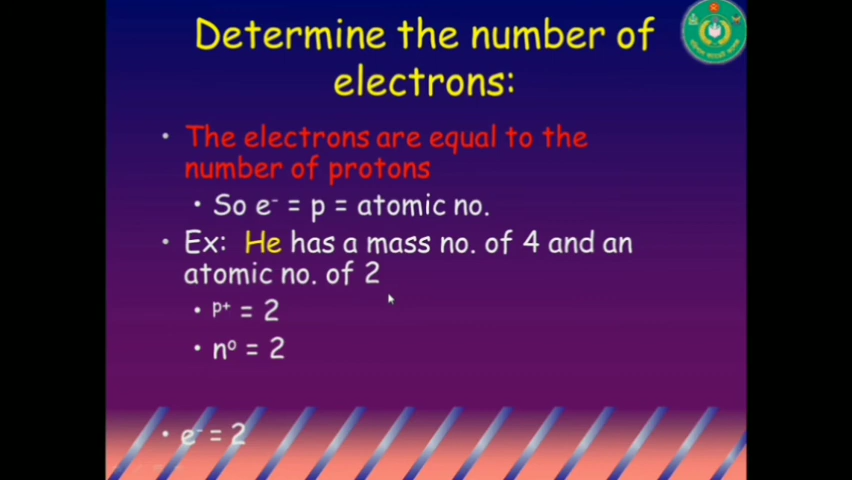 Determine the number of
electrons:
• The electrons are equal to the
number of protons
• So e⁻ = p = atomic no.
• Ex: He has a mass no. of 4 and an
atomic no. of 2
• p⁺ = 2
• n⁰ = 2
• e⁻ = 2